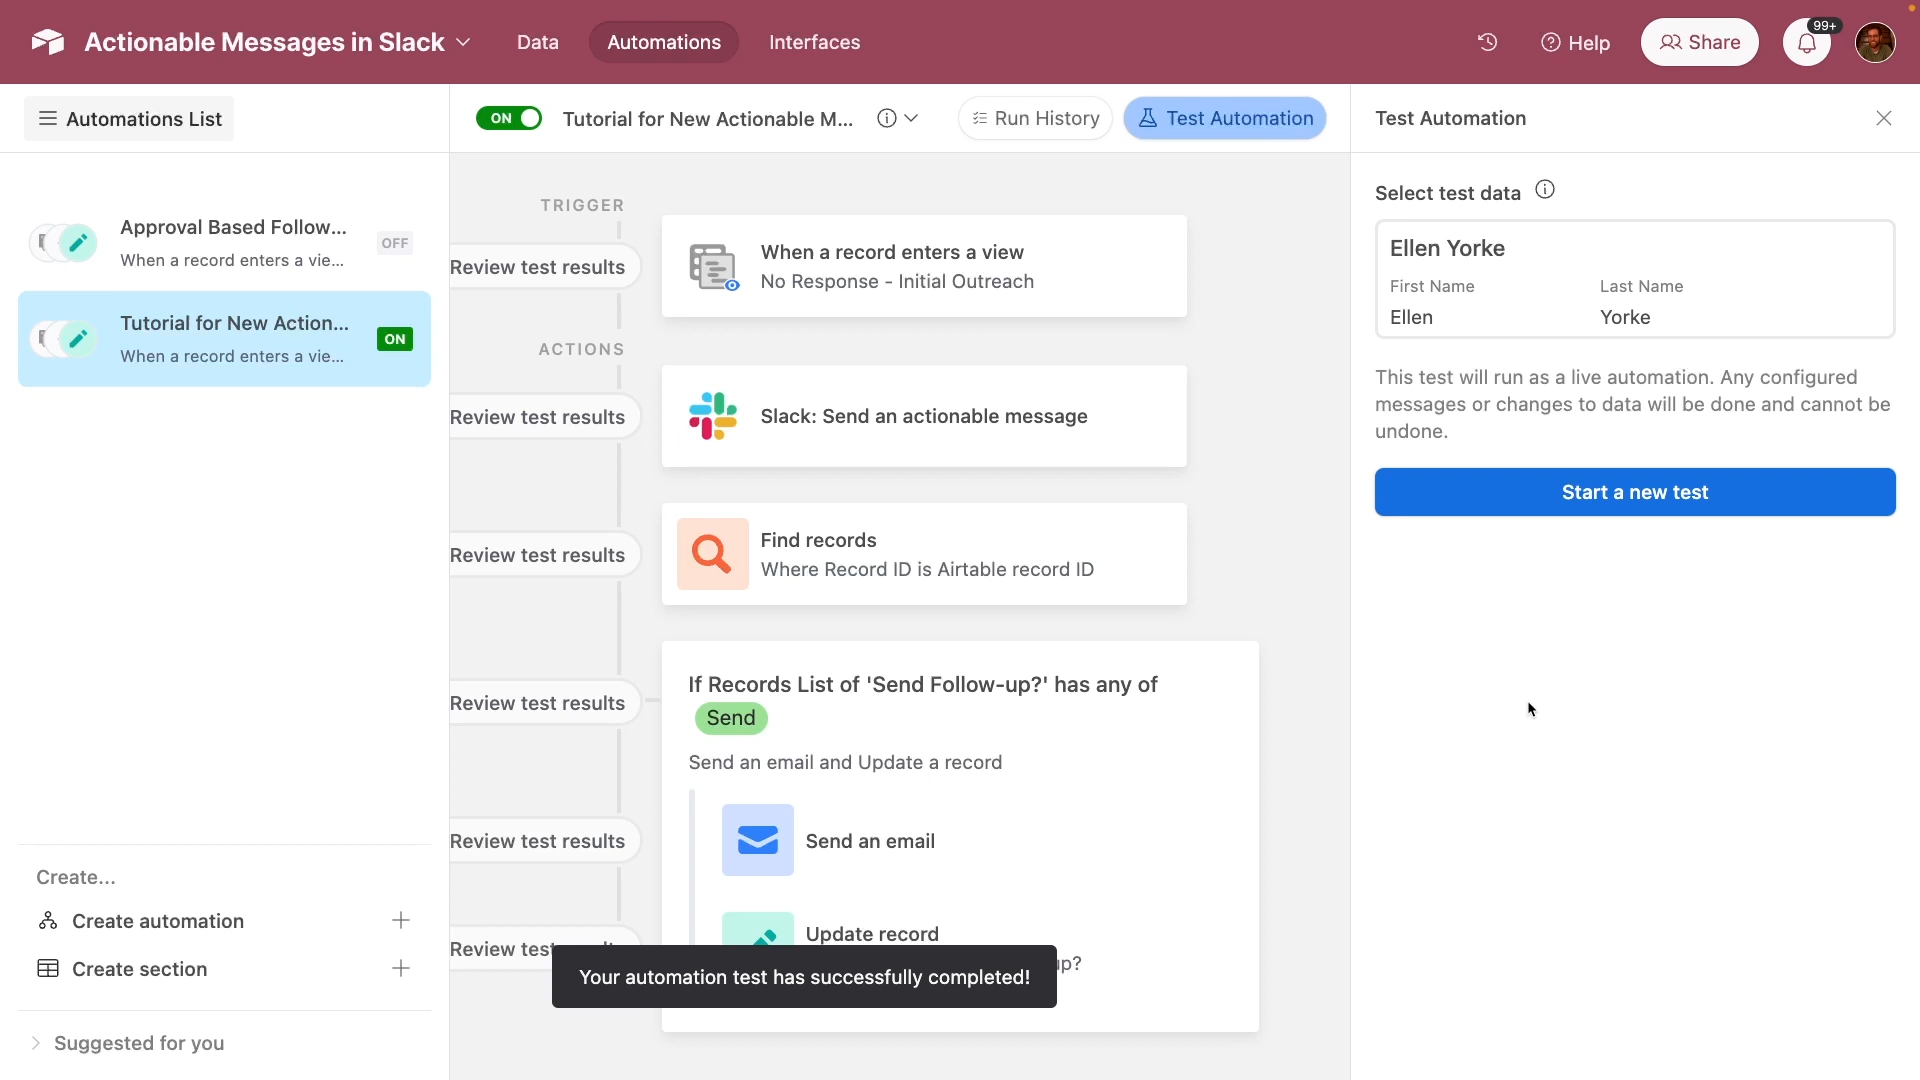 Actionable Messages in Slack
Data
Automations
Interfaces
Help
Share
99+
Automations List
ON
Tutorial for New Actionable M...
Run History
Test Automation
Test Automation
Approval Based Follow...
When a record enters a vie...
OFF
Tutorial for New Action...
When a record enters a vie...
ON
Create...
Create automation
Create section
Suggested for you
TRIGGER
Review test results
When a record enters a view
No Response - Initial Outreach
ACTIONS
Review test results
Slack: Send an actionable message
Review test results
Find records
Where Record ID is Airtable record ID
Review test results
If Records List of 'Send Follow-up?' has any of
Send
Send an email and Update a record
Review test results
Send an email
Review
Update record
up?
Your automation test has successfully completed!
Select test data
Ellen Yorke
First Name
Last Name
Ellen
Yorke
This test will run as a live automation. Any configured
messages or changes to data will be done and cannot be
undone.
Start a new test